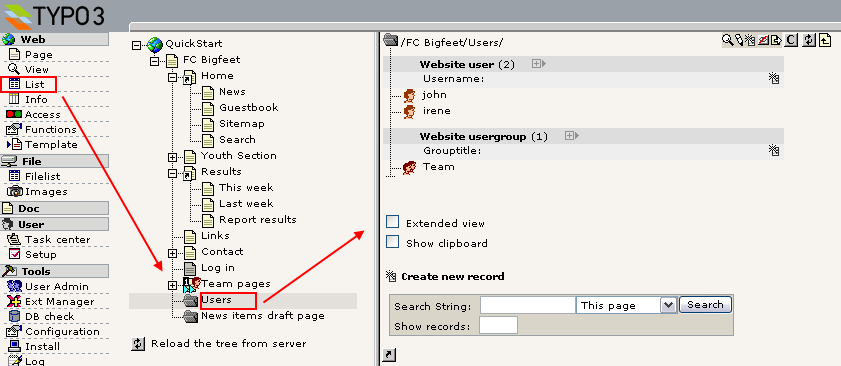 TYPO3
Web
Page
View
List
Info
Access
Functions
Template
File
Filelist
Images
Doc
User
Task center
Setup
Tools
User Admin
Ext Manager
DB check
Configuration
Install
Log
QuickStart
FC Bigfeet
Home
News
Guestbook
Sitemap
Search
Youth Section
Results
This week
Last week
Report results
Links
Contact
Log in
Team pages
Users
News items draft page
Reload the tree from server
/FC Bigfeet/Users/
Website user (2)
Username:
john
irene
Website usergroup (1)
Grouptitle:
Team
Extended view
Show clipboard
Create new record
Search String: This page Search
Show records: